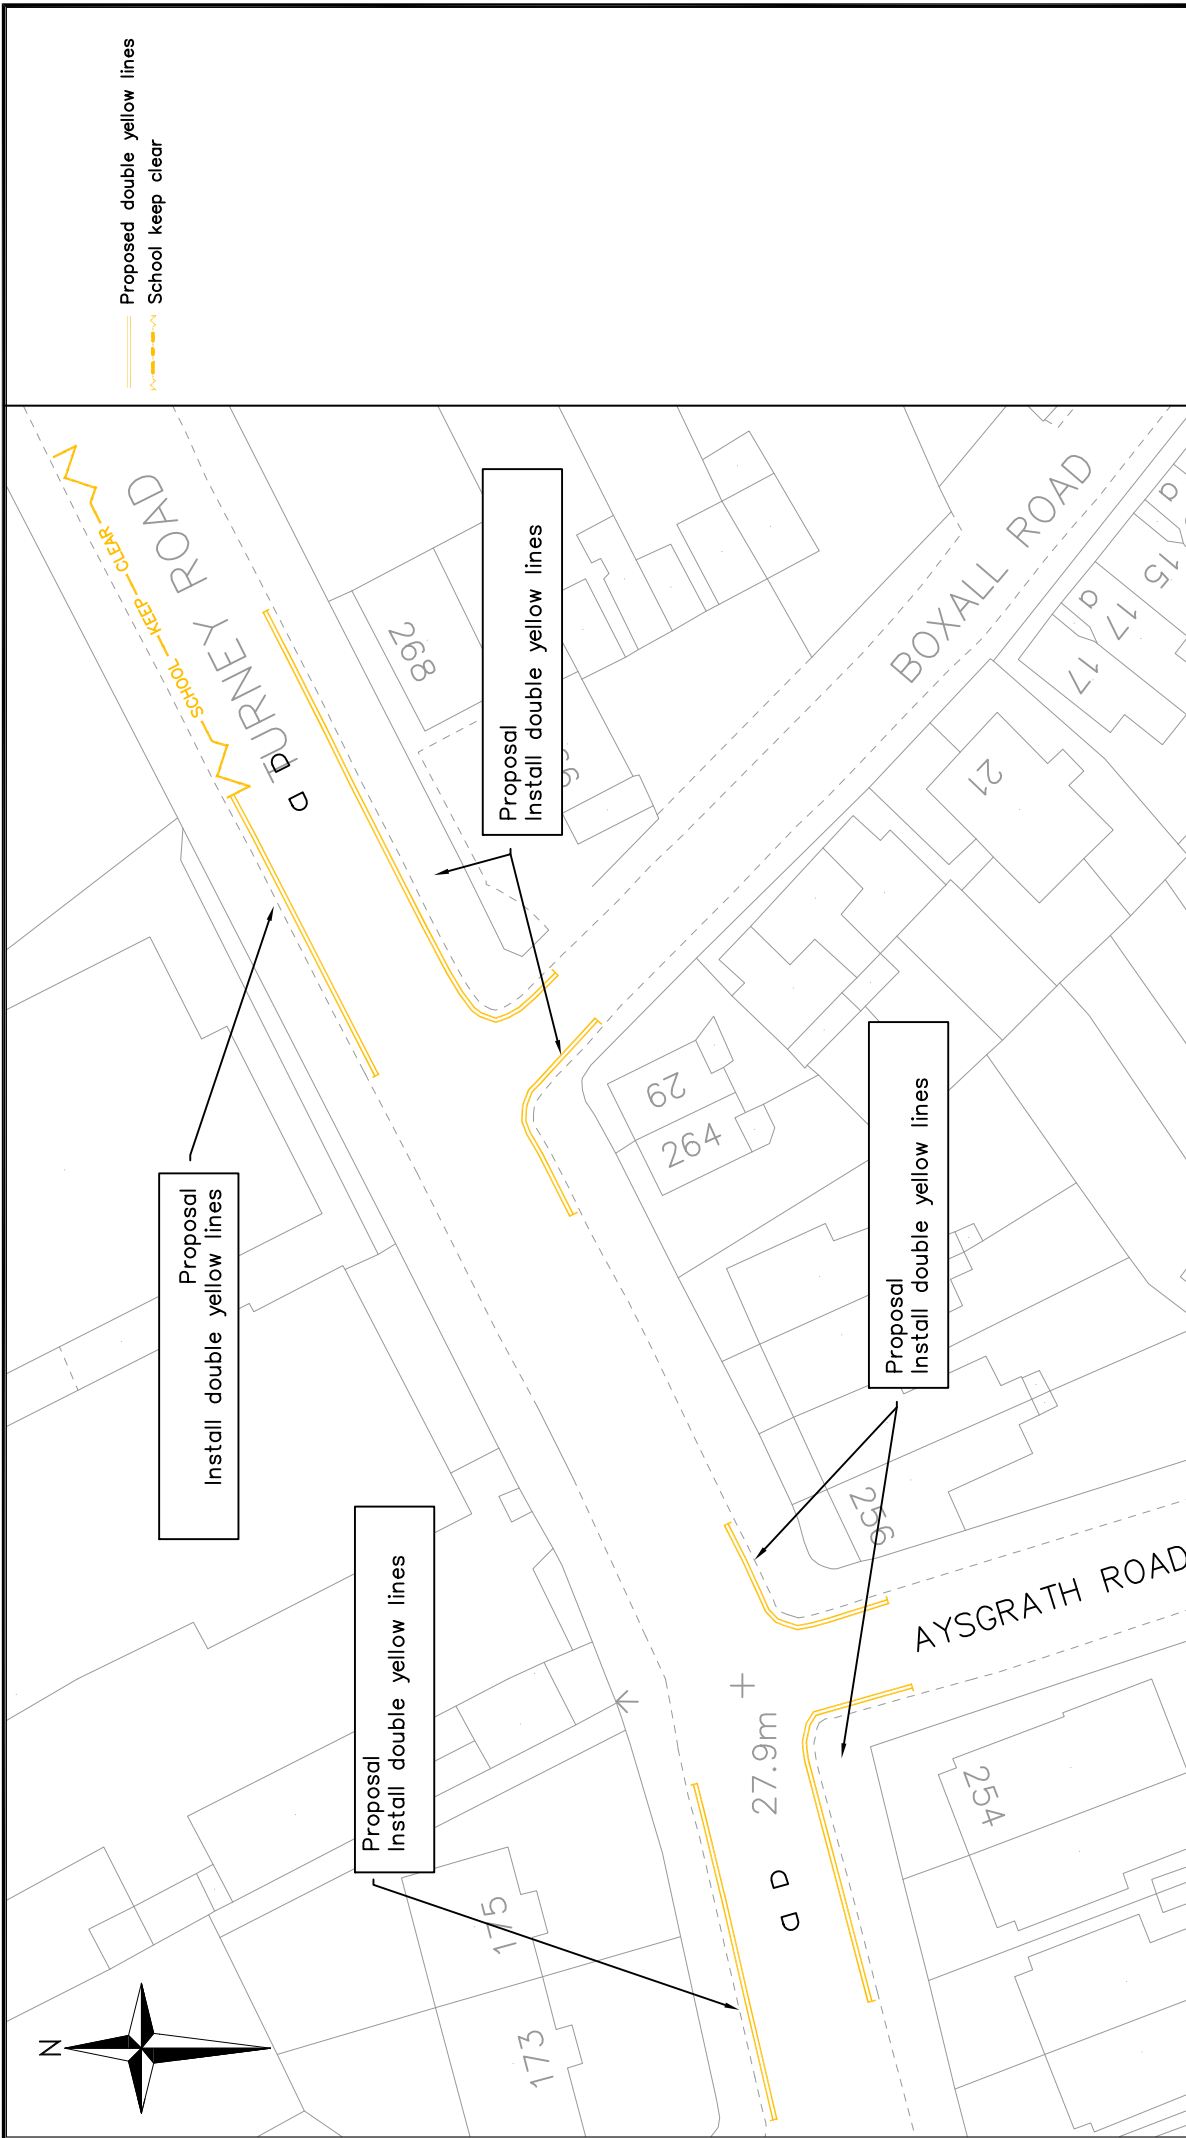 Proposed double yellow lines
School keep clear
TURNEY ROAD
SCHOOL KEEP CLEAR
D
D
298
Proposal
Install double yellow lines
BOXALL ROAD
a
15
a
17
17
21
Proposal
Install double yellow lines
29
264
Proposal
Install double yellow lines
256
AYSGRATH ROAD
Proposal
Install double yellow lines
27.9m
254
D
D
175
173
N